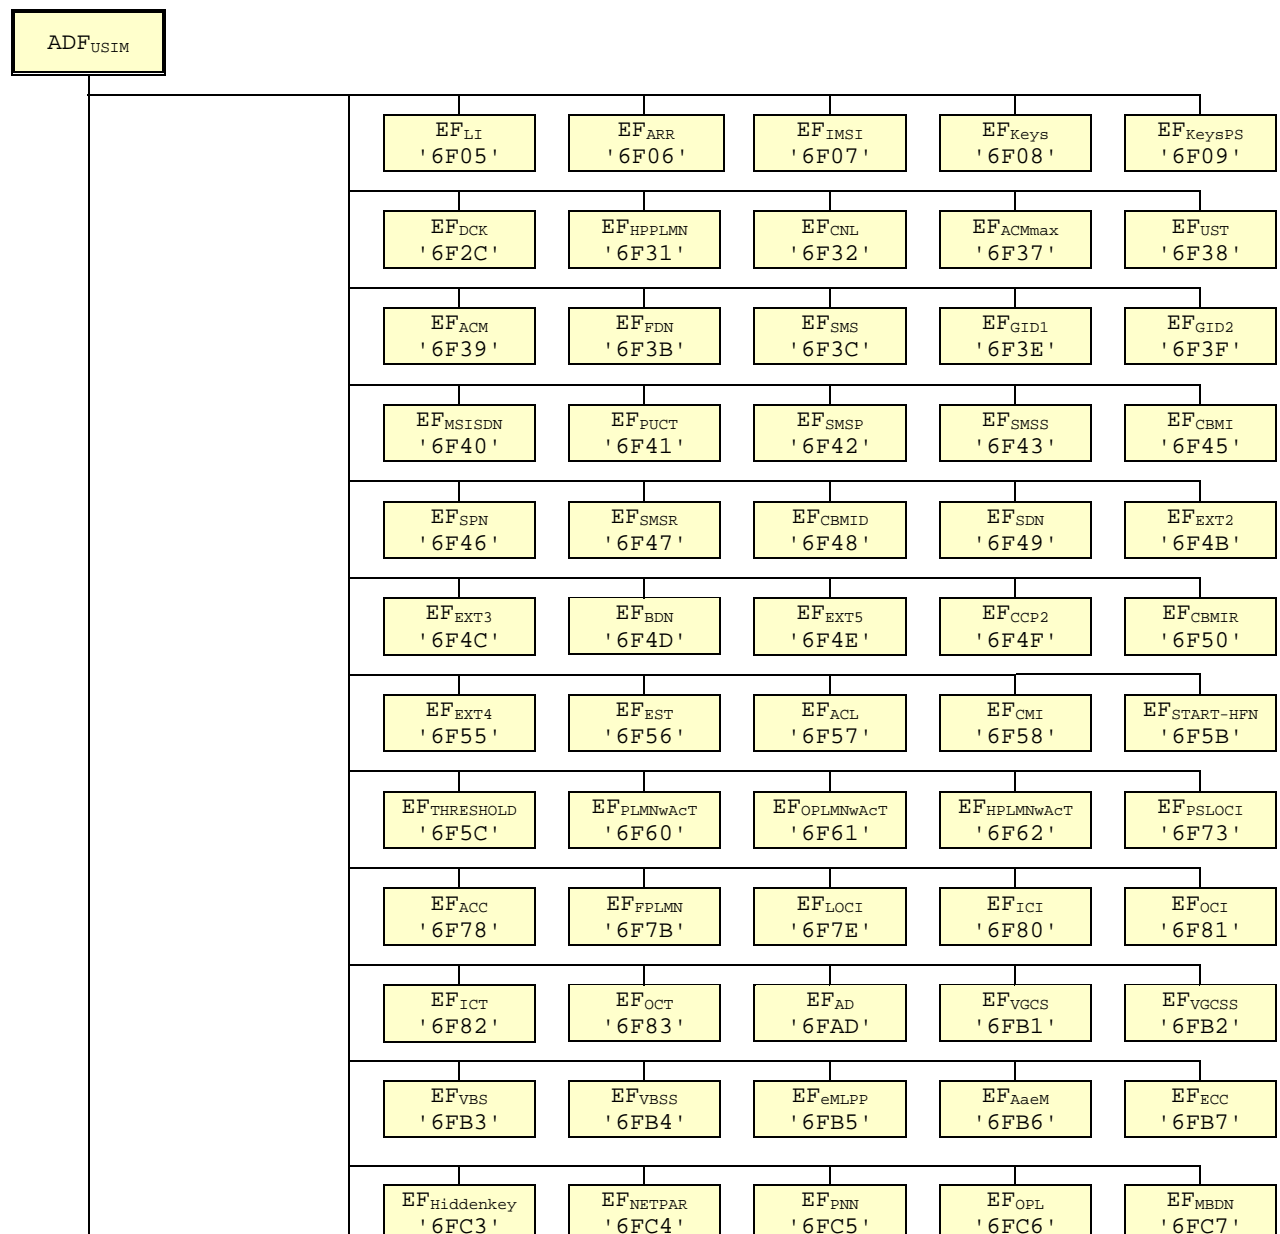 ADFUSIM
EFLI EFARR EFIMSI EFKeys EFKeysPS
'6F05' '6F06' '6F07' '6F08' '6F09'
EFDCK EFHPPLMN EFCNL EFACMmax EFUST
'6F2C' '6F31' '6F32' '6F37' '6F38'
EFACM EFFDN EFSMS EFGID1 EFGID2
'6F39' '6F3B' '6F3C' '6F3E' '6F3F'
EFMSISDN EFPUCT EFSMSP EFSMSS EFCBMI
'6F40' '6F41' '6F42' '6F43' '6F45'
EFSPN EFSMSR EFCBMID EFSDN EFEXT2
'6F46' '6F47' '6F48' '6F49' '6F4B'
EFEXT3 EFBDN EFEXT5 EFCCP2 EFCBMIR
'6F4C' '6F4D' '6F4E' '6F4F' '6F50'
EFEXT4 EFEST EFACL EFCMI EFSTART-HFN
'6F55' '6F56' '6F57' '6F58' '6F5B'
EFTHRESHOLD EFPLMNwAcT EFOPLMNwAcT EFHPLMNwAcT EFPSLOCI
'6F5C' '6F60' '6F61' '6F62' '6F73'
EFACC EFFPLMN EFLOCI EFICI EFOCI
'6F78' '6F7B' '6F7E' '6F80' '6F81'
EFICT EFOCT EFAD EFVGCS EFVGCSS
'6F82' '6F83' '6FAD' '6FB1' '6FB2'
EFVBS EFVBSS EFeMLPP EFAaeM EFECC
'6FB3' '6FB4' '6FB5' '6FB6' '6FB7'
EFHiddenkey EFNETPAR EFPNN EFOPL EFMBDN
'6FC3' '6FC4' '6FC5' '6FC6' '6FC7'